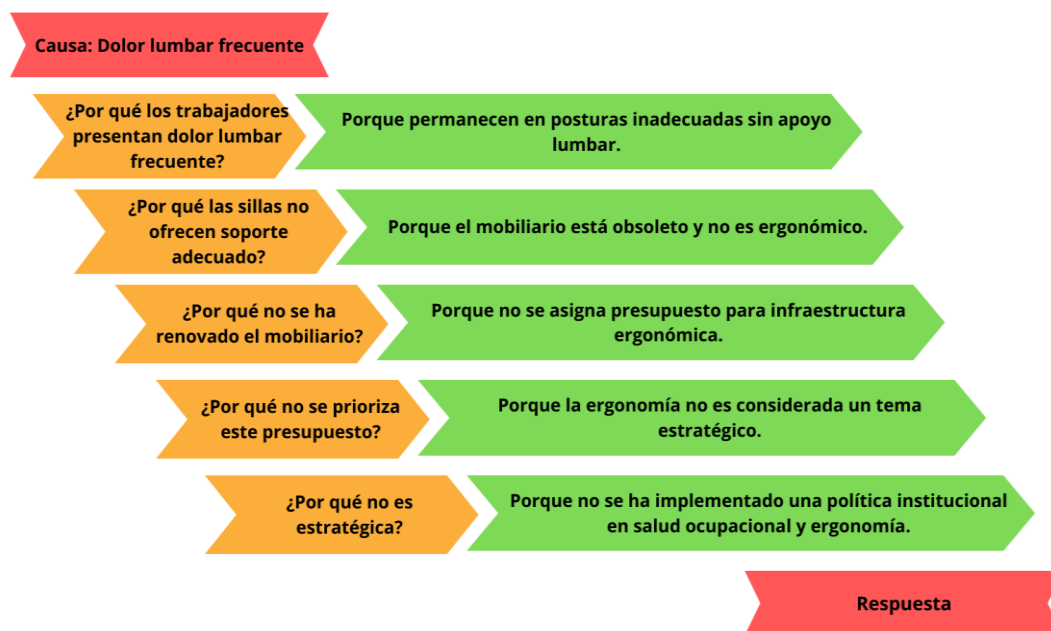 Causa: Dolor lumbar frecuente
¿Por qué los trabajadores
presentan dolor lumbar
frecuente?
Porque permanecen en posturas inadecuadas sin apoyo
lumbar.
¿Por qué las sillas no
ofrecen soporte
adecuado?
Porque el mobiliario está obsoleto y no es ergonómico.
¿Por qué no se ha
renovado el mobiliario?
Porque no se asigna presupuesto para infraestructura
ergonómica.
¿Por qué no se prioriza
este presupuesto?
Porque la ergonomía no es considerada un tema
estratégico.
¿Por qué no es
estratégica?
Porque no se ha implementado una política institucional
en salud ocupacional y ergonomía.
Respuesta